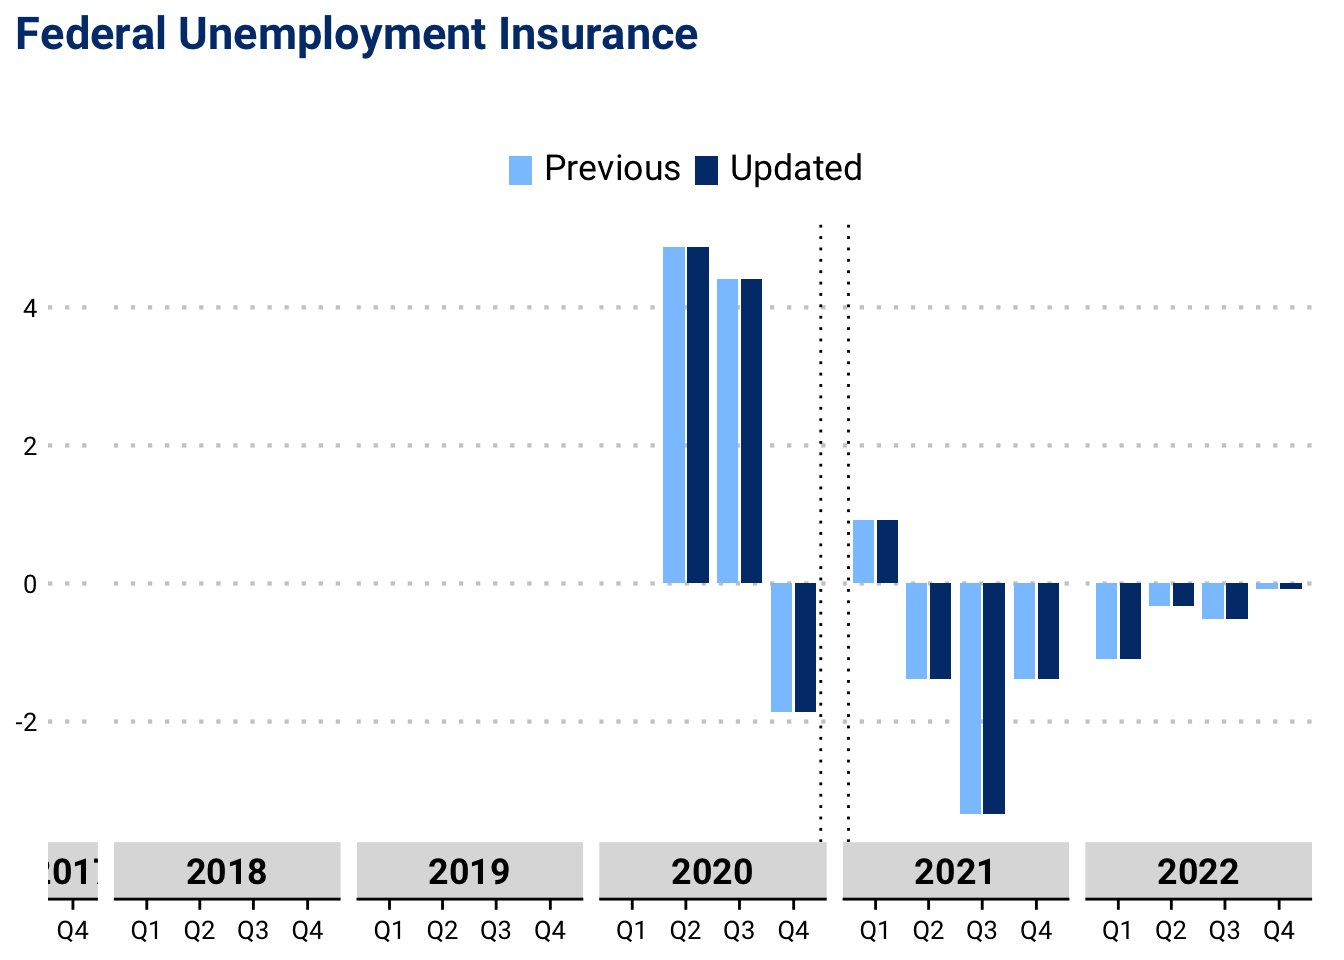 Federal Unemployment Insurance
Previous Updated
4
2
0
-2
2018 2019 2020 2021 2022
Q4 Q1 Q2 Q3 Q4 Q1 Q2 Q3 Q4 Q1 Q2 Q3 Q4 Q1 Q2 Q3 Q4 Q1 Q2 Q3 Q4